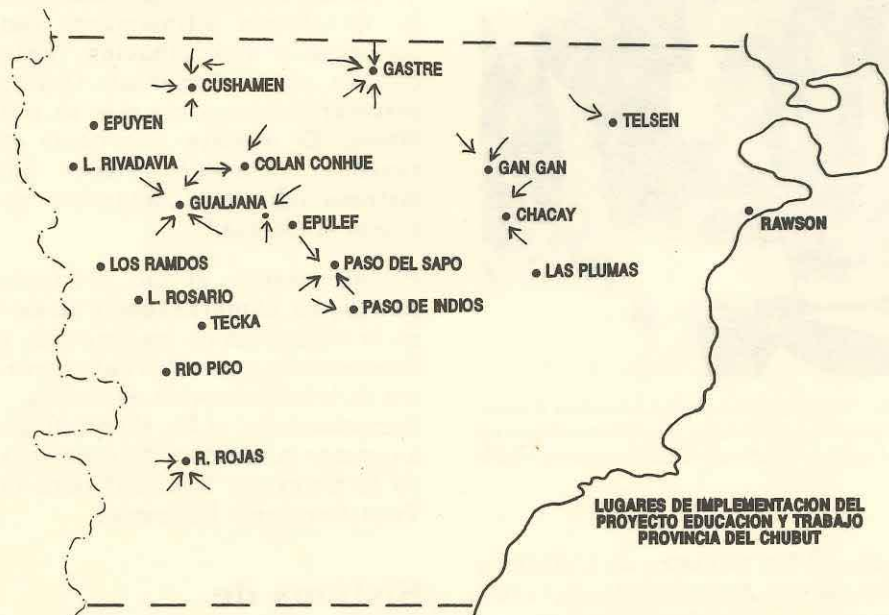 CUSHAMEN
GASTRE
EPUYEN
TELSEN
L. RIVADAVIA
COLAN CONHUE
GAN GAN
GUALJANA
CHACAY
EPULEF
RAWSON
LOS RAMDOS
PASO DEL SAPO
LAS PLUMAS
L. ROSARIO
PASO DE INDIOS
TECKA
RIO PICO
R. ROJAS
LUGARES DE IMPLEMENTACION DEL
PROYECTO EDUCACION Y TRABAJO
PROVINCIA DEL CHUBUT